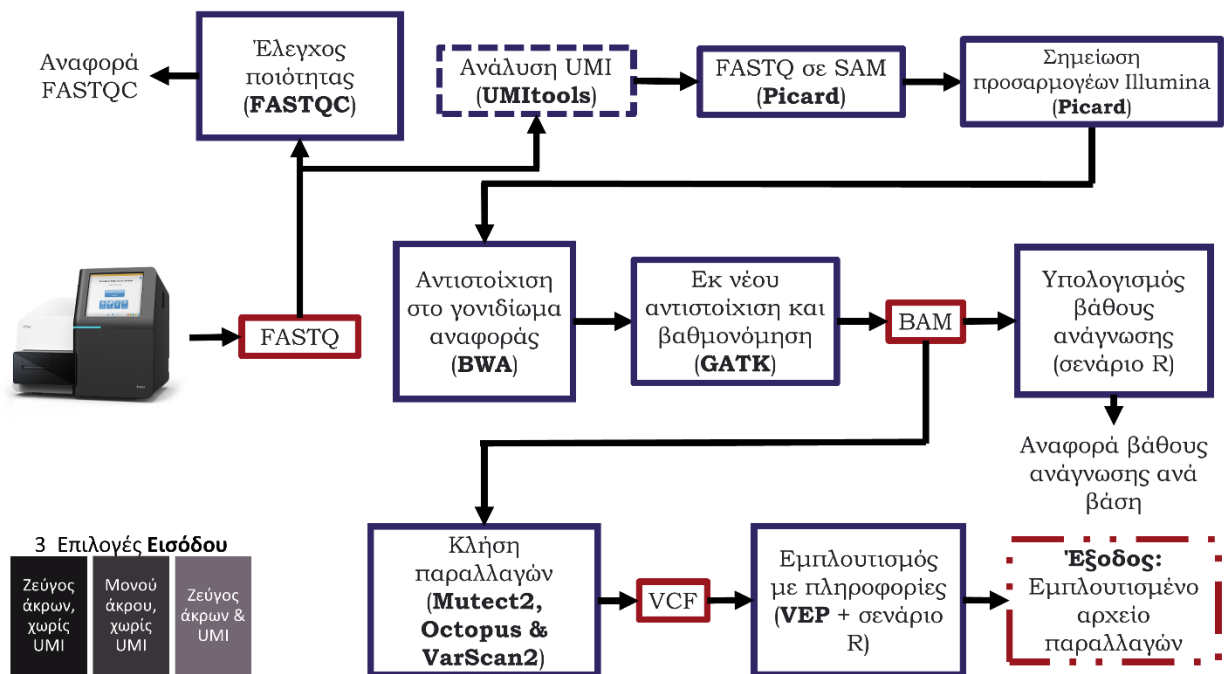 Αναφορά
FASTQC
Έλεγχος
ποιότητας
(FASTQC)
Ανάλυση UMI
(UMItools)
FASTQ σε SAM
(Picard)
Σημείωση
προσαρμογέων Illumina
(Picard)
FASTQ
Αντιστοίχιση
στο γονιδίωμα
αναφοράς
(BWA)
Εκ νέου
αντιστοίχιση και
βαθμονόμηση
(GATK)
BAM
Υπολογισμός
βάθους
ανάγνωσης
(σενάριο R)
Αναφορά βάθους
ανάγνωσης ανά
βάση
3 Επιλογές Εισόδου
Ζεύγος
άκρων,
χωρίς
UMI
Μονού
άκρου,
χωρίς
UMI
Ζεύγος
άκρων &
UMI
Κλήση
παραλλαγών
(Mutect2,
Octopus &
VarScan2)
VCF
Εμπλουτισμός
με πληροφορίες
(VEP + σενάριο
R)
Έξοδος:
Εμπλουτισμένο
αρχείο
παραλλαγών